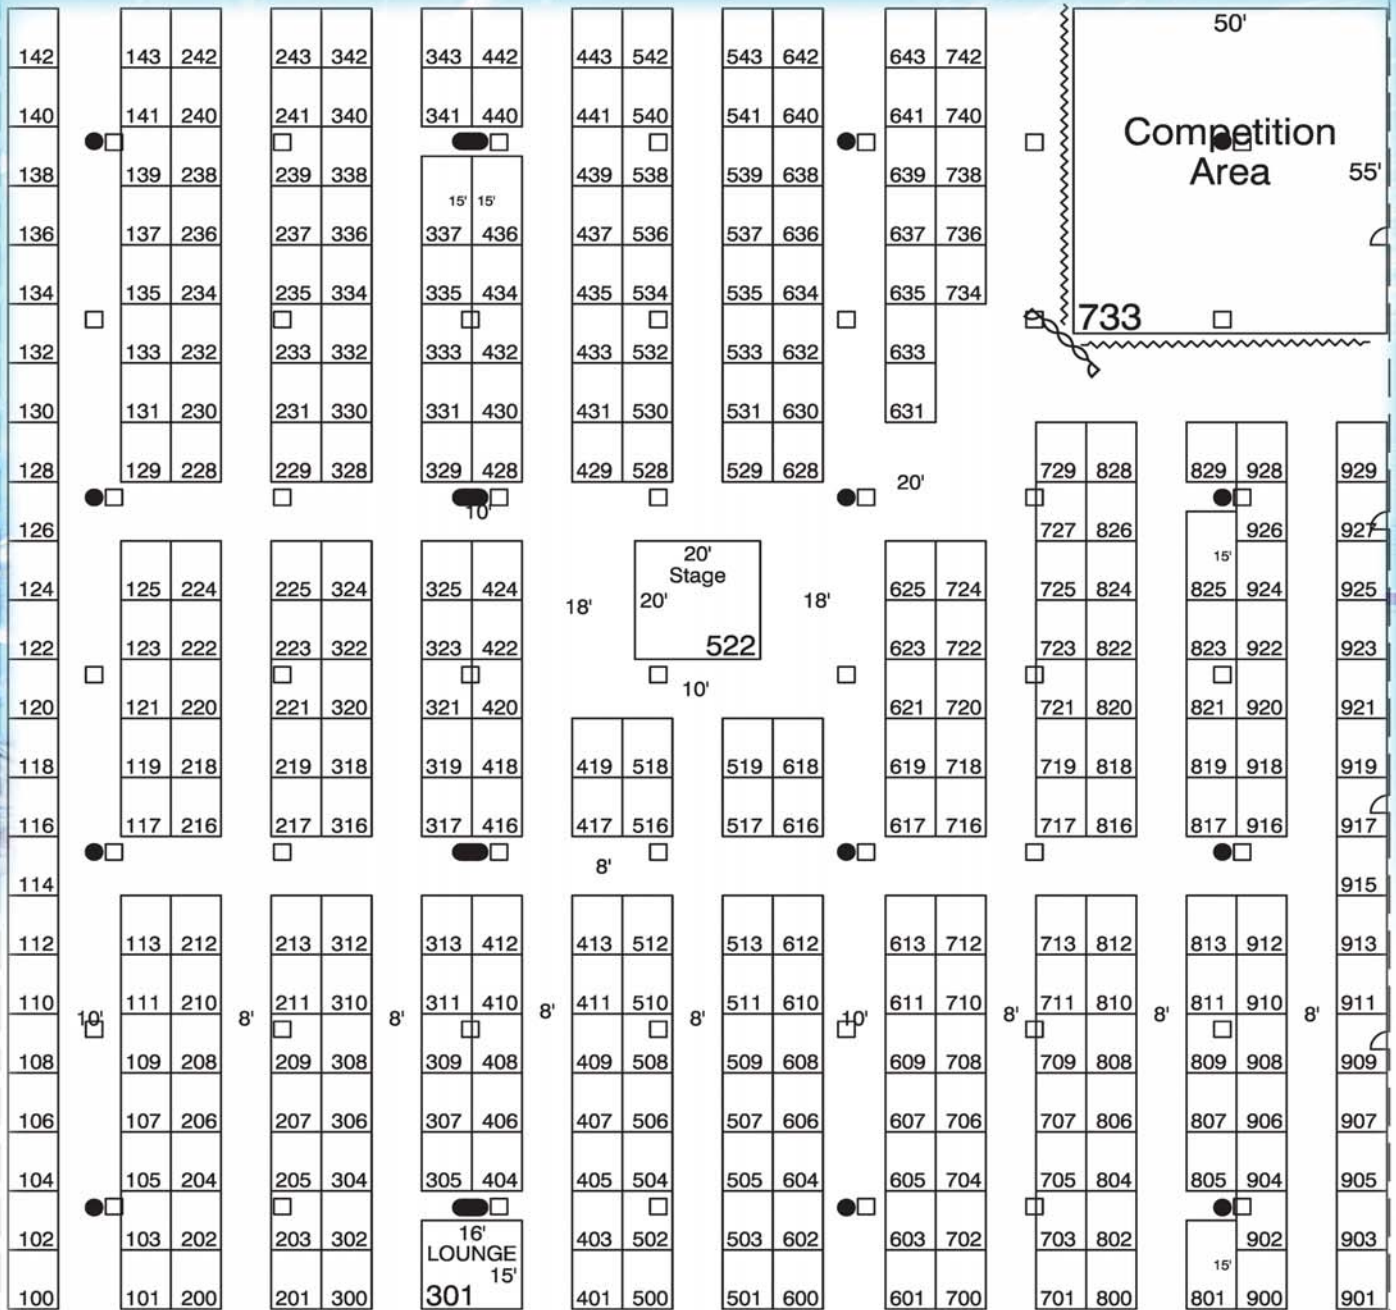 50'
142 143 242 243 342 343 442 443 542 543 642 643 742
140 141 240 241 340 341 440 441 540 541 640 641 740
Competition
Area
55'
138 139 238 239 338 439 538 539 638 639 738
15' 15'
136 137 236 237 336 337 436 437 536 537 636 637 736
134 135 234 235 334 335 434 435 534 535 634 635 734
733
132 133 232 233 332 333 432 433 532 533 632 633
130 131 230 231 330 331 430 431 530 531 630 631
128 129 228 229 328 329 428 429 528 529 628 729 828 829 928 929
20'
10'
126 727 826 926 927
20'
15'
Stage
124 125 224 225 324 325 424 625 724 725 824 825 924 925
18' 20' 18'
122 123 222 223 322 323 422 522 623 722 723 822 823 922 923
10'
120 121 220 221 320 321 420 621 720 721 820 821 920 921
118 119 218 219 318 319 418 419 518 519 618 619 718 719 818 819 918 919
116 117 216 217 316 317 416 417 516 517 616 617 716 717 816 817 916 917
8'
114 915
112 113 212 213 312 313 412 413 512 513 612 613 712 713 812 813 912 913
110 111 210 211 310 311 410 411 510 511 610 611 710 711 810 811 910 911
10' 8' 8' 8' 8' 10' 8' 8' 8'
108 109 208 209 308 309 408 409 508 509 608 609 708 709 808 809 908 909
106 107 206 207 306 307 406 407 506 507 606 607 706 707 806 807 906 907
104 105 204 205 304 305 404 405 504 505 604 605 704 705 804 805 904 905
16'
102 103 202 203 302 403 502 503 602 603 702 703 802 902 903
LOUNGE
15' 15'
100 101 200 201 300 301 401 500 501 600 601 700 701 800 801 900 901